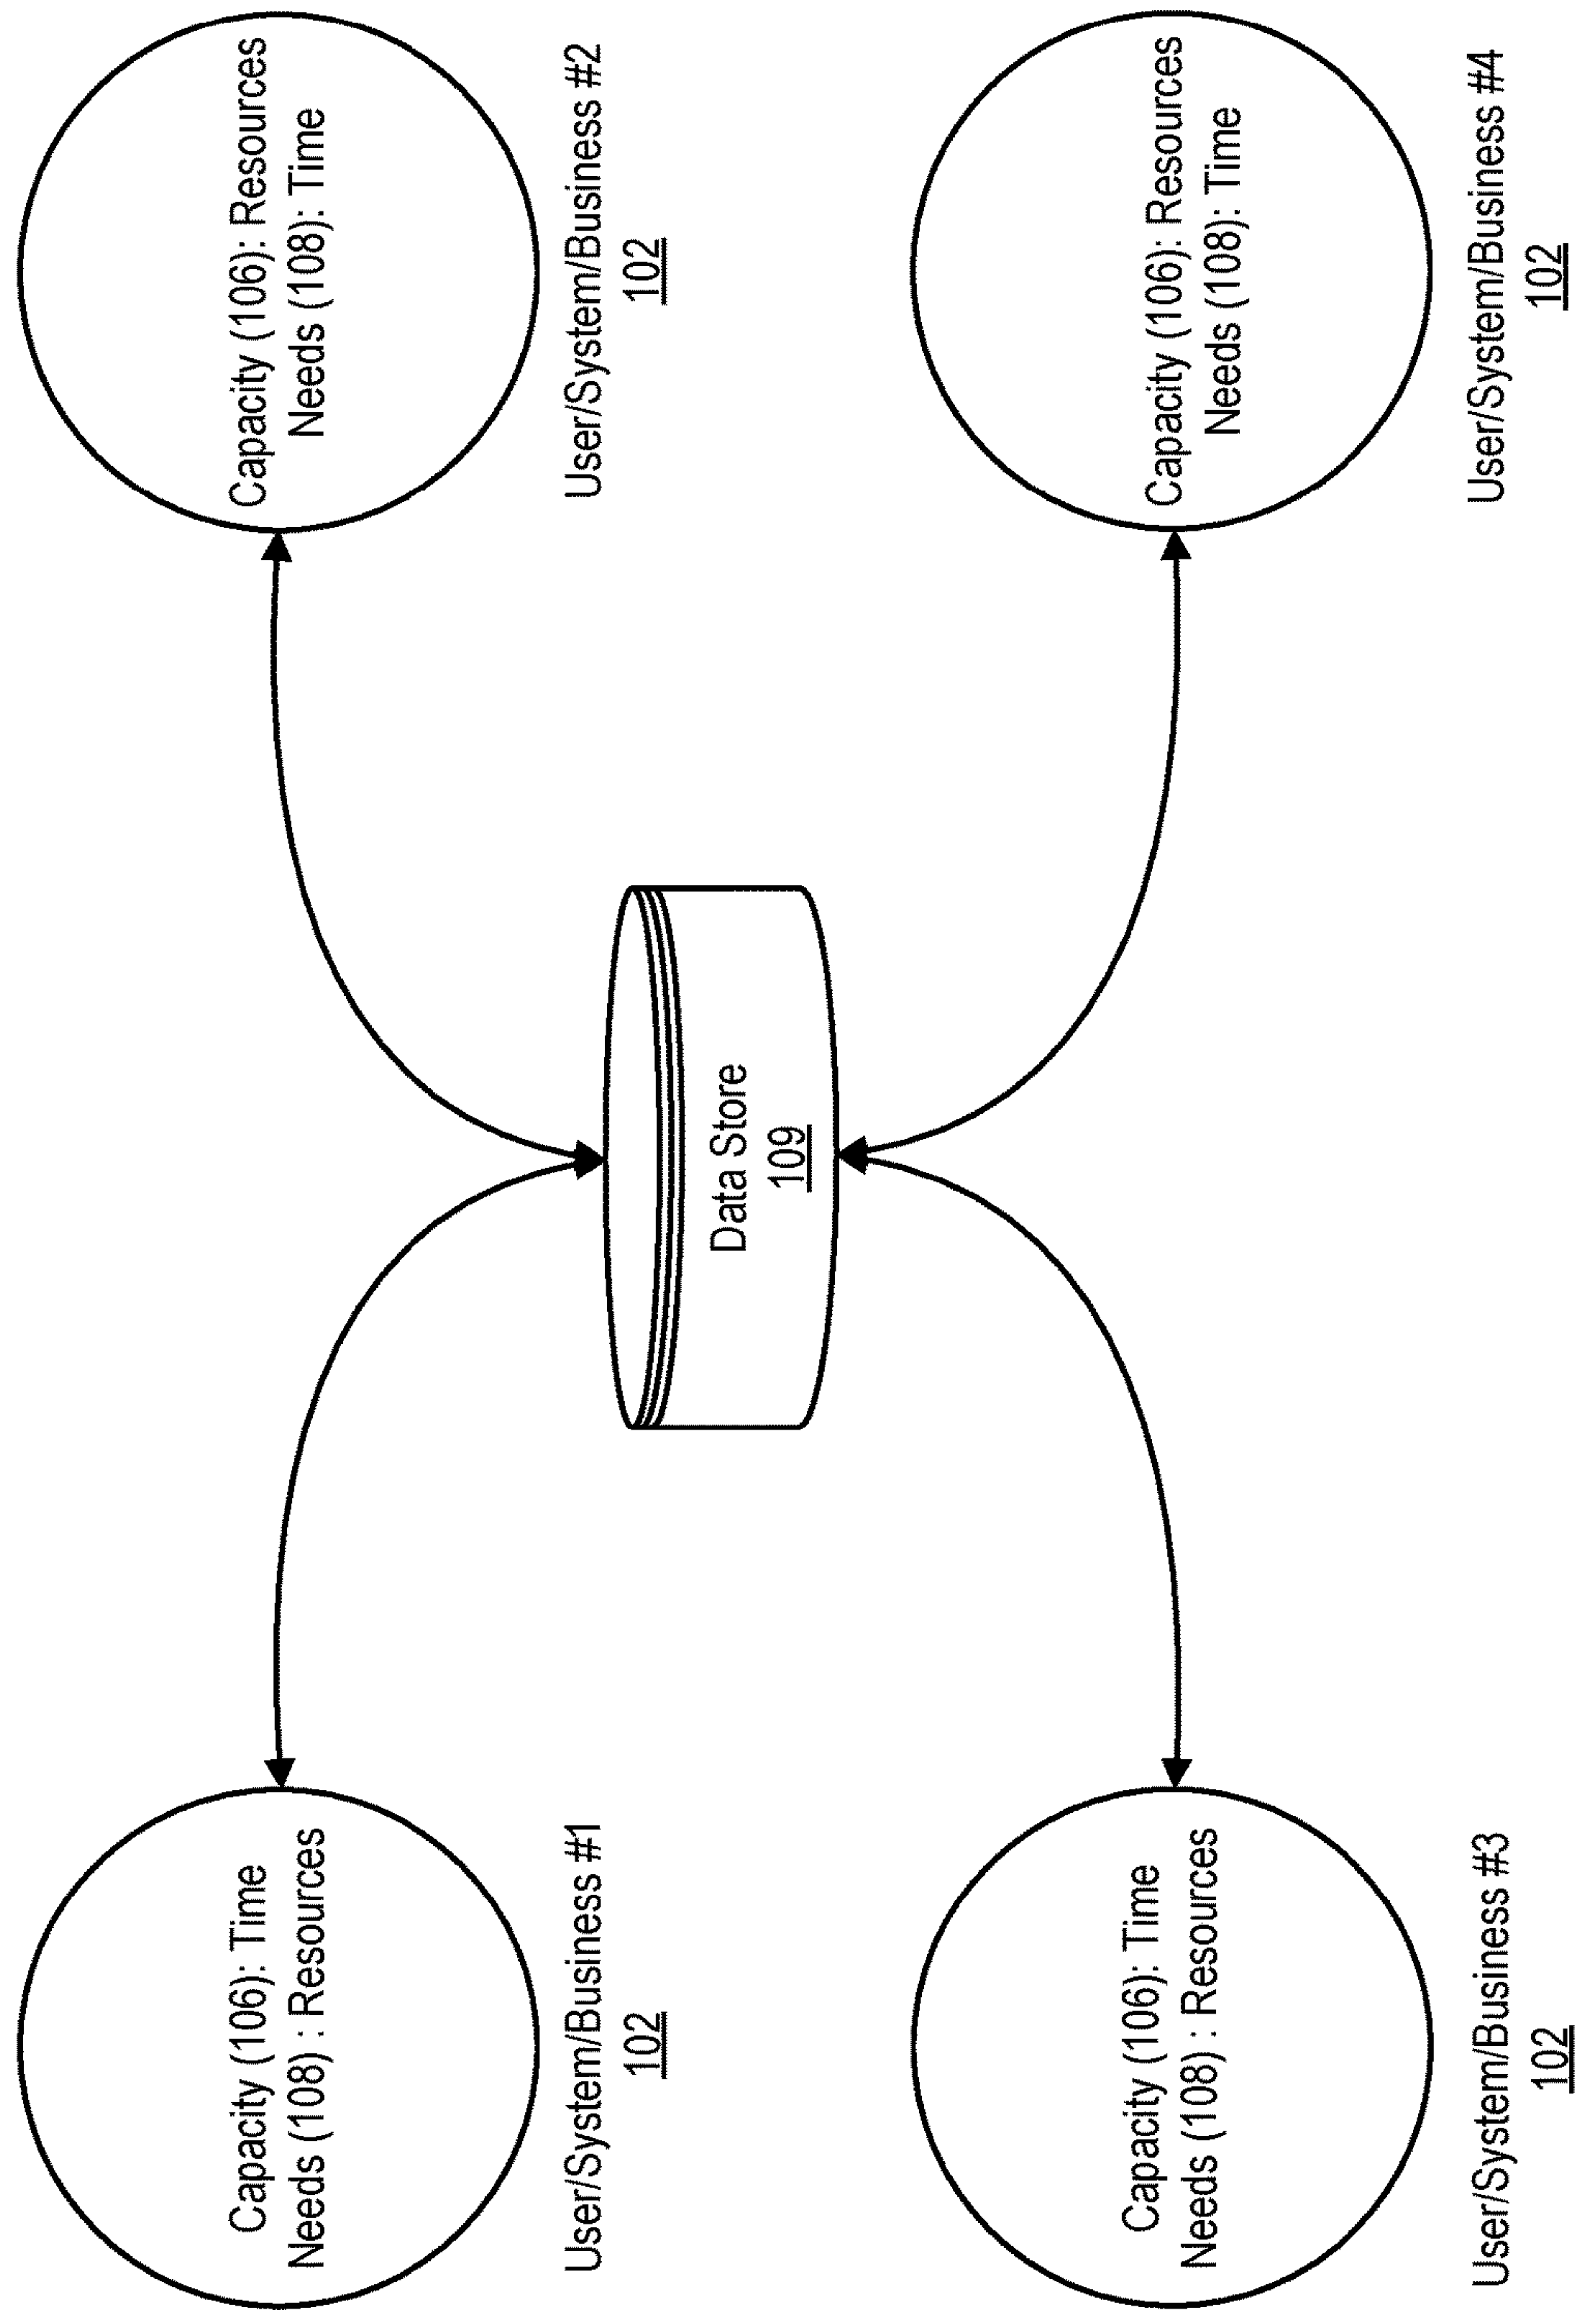 Capacity (106): Time
Needs (108) : Resources
User/System/Business #1
102
Capacity (106): Resources
Needs (108): Time
User/System/Business #2
102
Data Store
109
Capacity (106): Time
Needs (108) : Resources
User/System/Business #3
102
Capacity (106): Resources
Needs (108): Time
User/System/Business #4
102